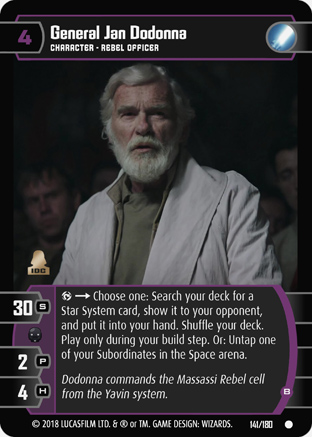 4
General Jan Dodonna
CHARACTER • REBEL OFFICER
IDC
30 S
Choose one: Search your deck for a
Star System card, show it to your opponent,
and put it into your hand. Shuffle your deck.
Play only during your build step. Or: Untap
one of your Subordinates in the Space arena.
2 P
4 H
Dodonna commands the Massassi Rebel cell
from the Yavin system.
B
© 2018 LUCASFILM LTD. & ® or TM. GAME DESIGN: WIZARDS.
141/180